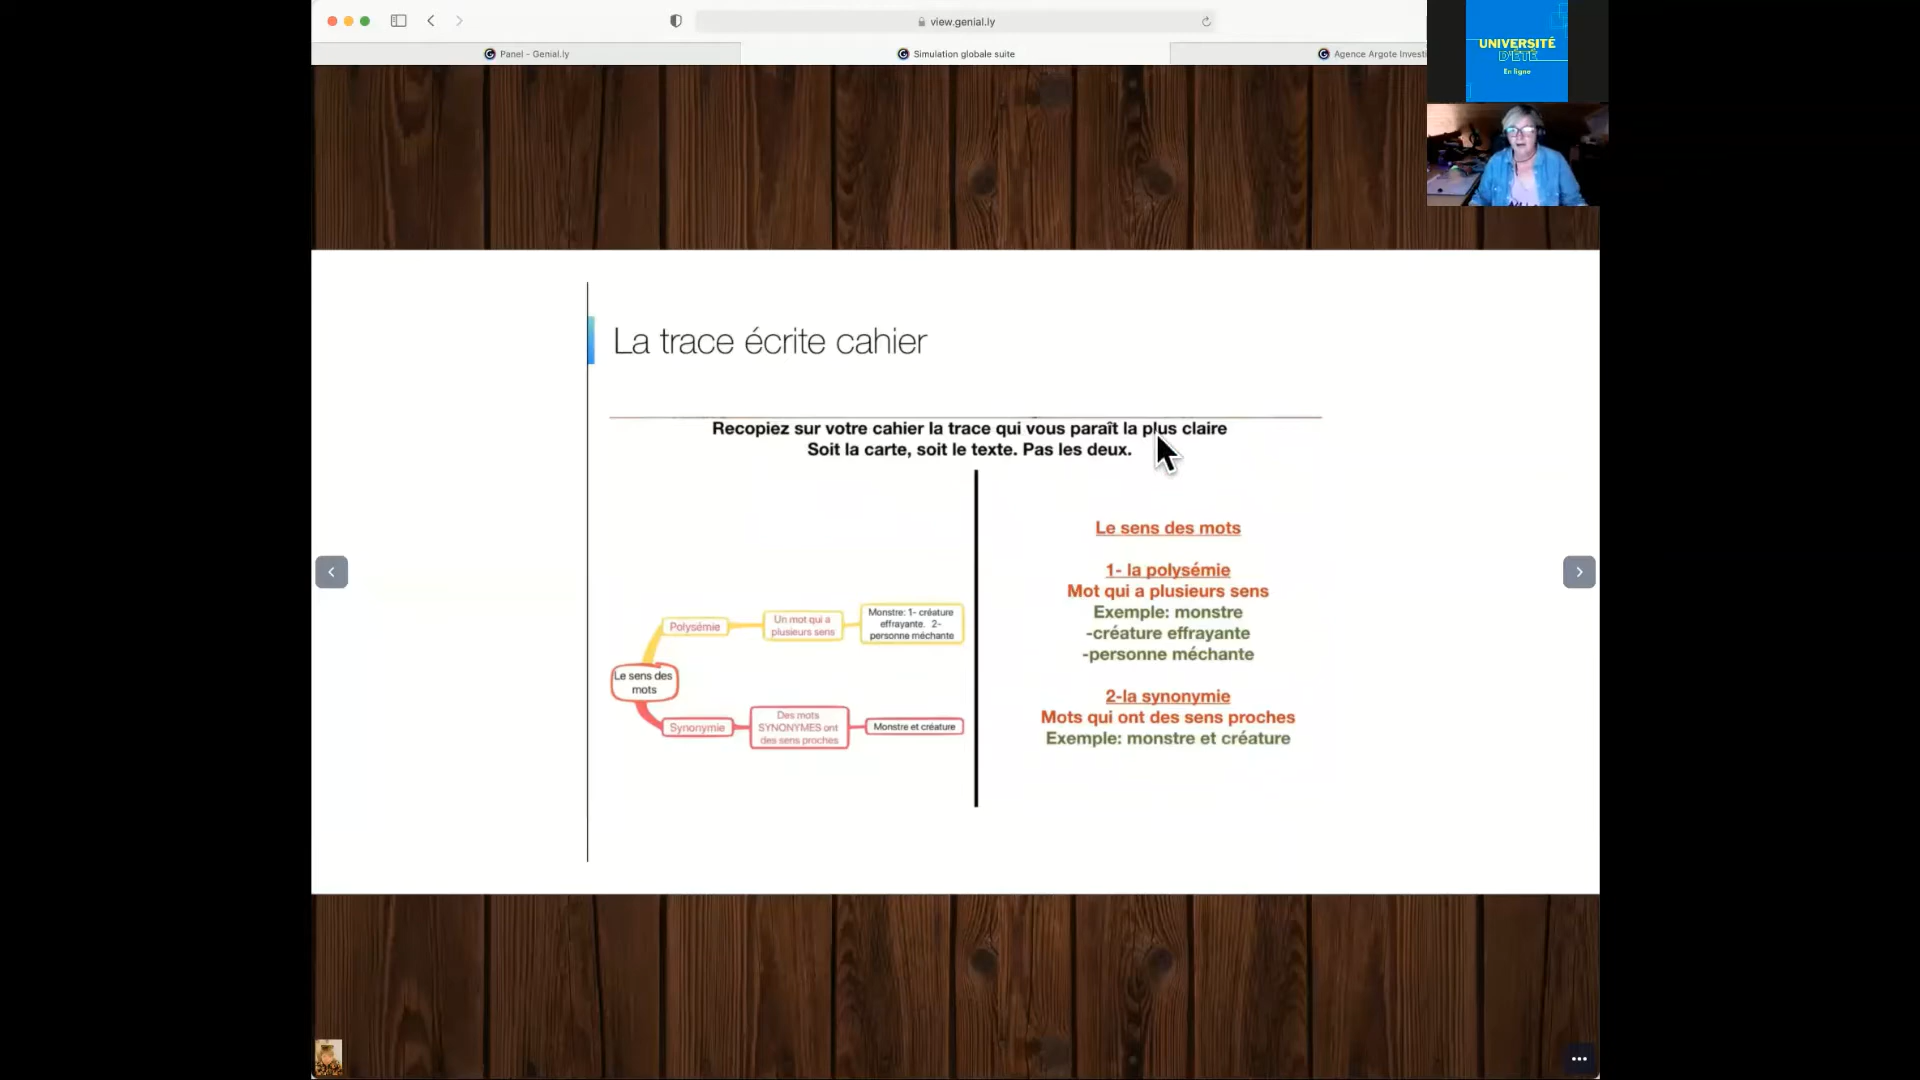 view.genial.ly
Panel - Genial.ly
Simulation globale suite
Agence Argote Investi
UNIVERSITÉ
D'ÉTÉ
En ligne
La trace écrite cahier
Recopiez sur votre cahier la trace qui vous paraît la plus claire
Soit la carte, soit le texte. Pas les deux.
Le sens des
mots
Polysémie
Un mot qui a
plusieurs sens
Monstre: 1- créature
effrayante. 2-
personne méchante
Synonymie
Des mots
SYNONYMES ont
des sens proches
Monstre et créature
Le sens des mots
1- la polysémie
Mot qui a plusieurs sens
Exemple: monstre
-créature effrayante
-personne méchante
2-la synonymie
Mots qui ont des sens proches
Exemple: monstre et créature